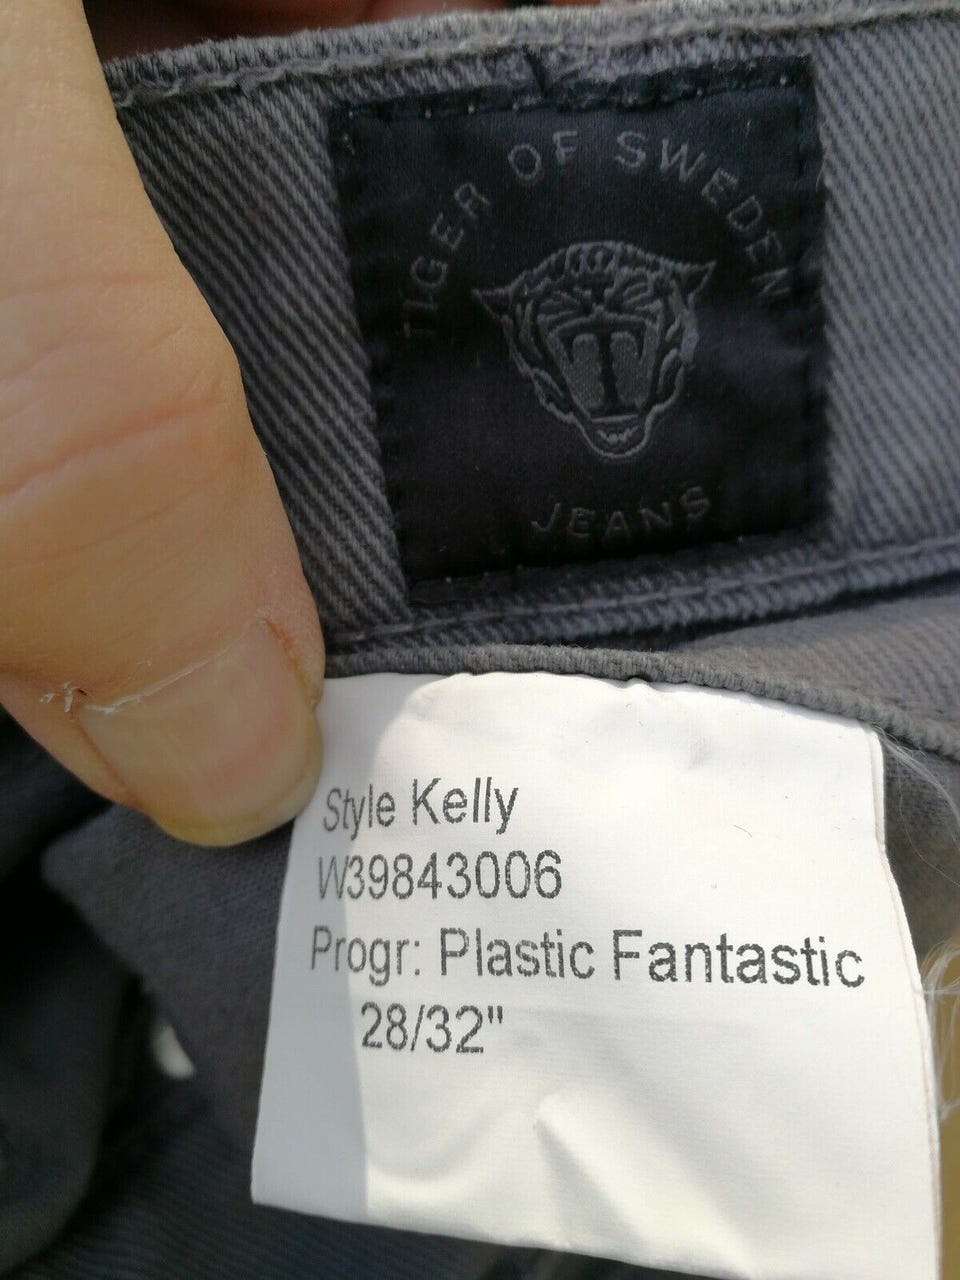 TIGER OF SWEDEN
T
JEANS
Style Kelly
W39843006
Progr: Plastic Fantastic
28/32"